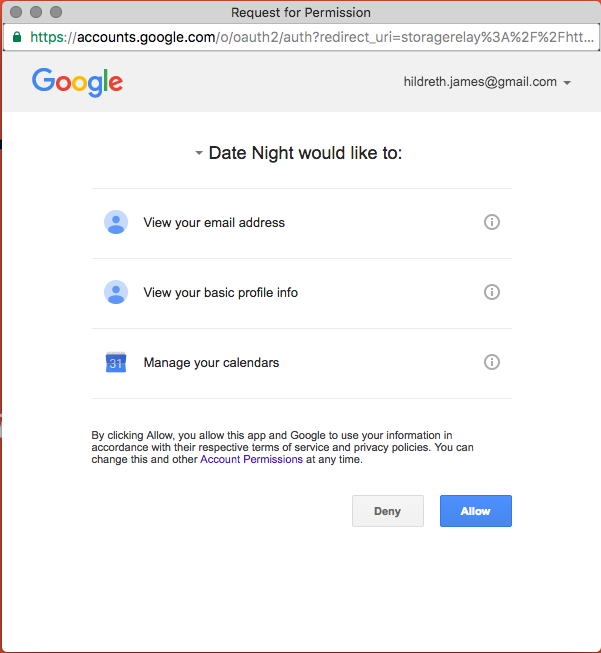 Request for Permission
https://accounts.google.com/o/oauth2/auth?redirect_uri=storagerelay%3A%2F%2Fhtt...
Google
hildreth.james@gmail.com
Date Night would like to:
View your email address
View your basic profile info
31
Manage your calendars
By clicking Allow, you allow this app and Google to use your information in
accordance with their respective terms of service and privacy policies. You can
change this and other Account Permissions at any time.
Deny
Allow